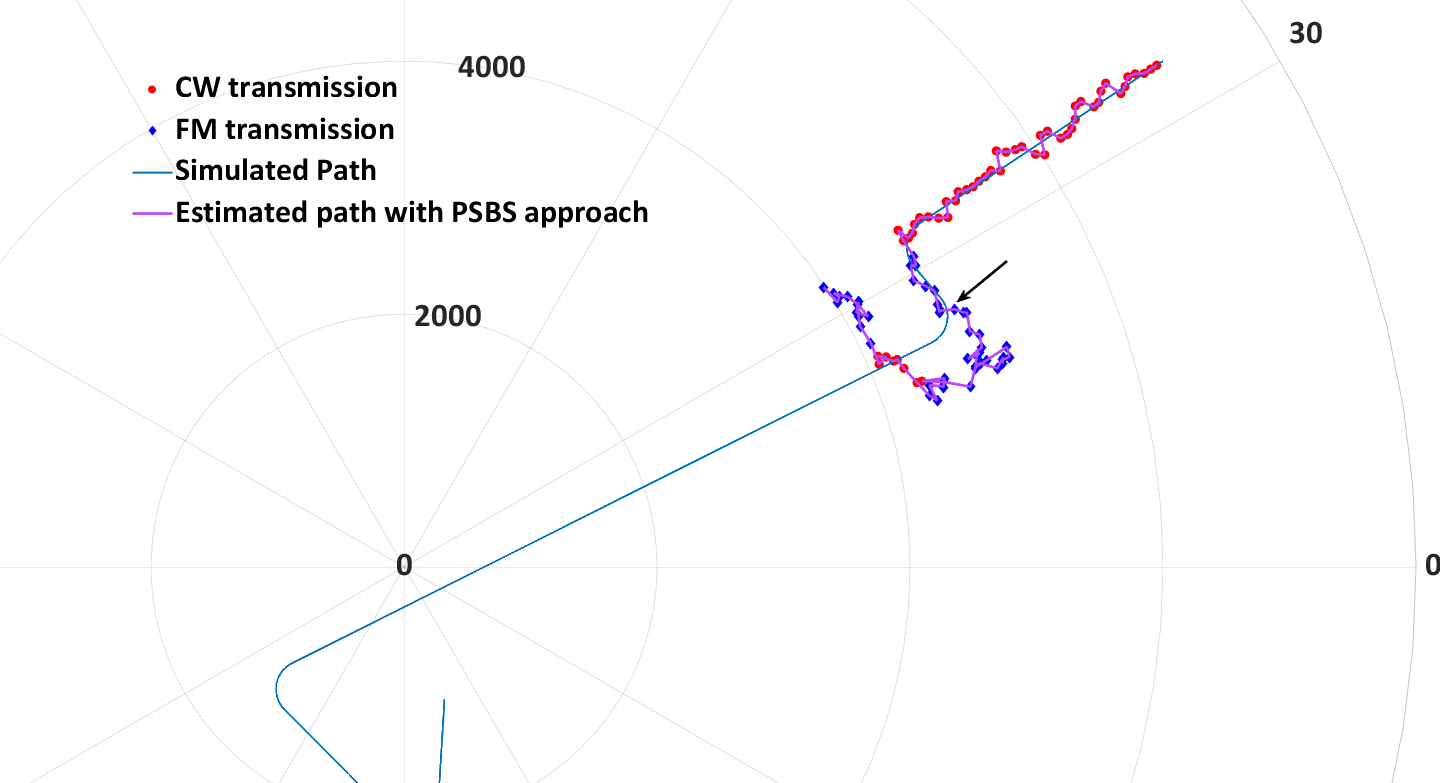 30
4000
CW transmission
FM transmission
Simulated Path
Estimated path with PSBS approach
2000
0
0